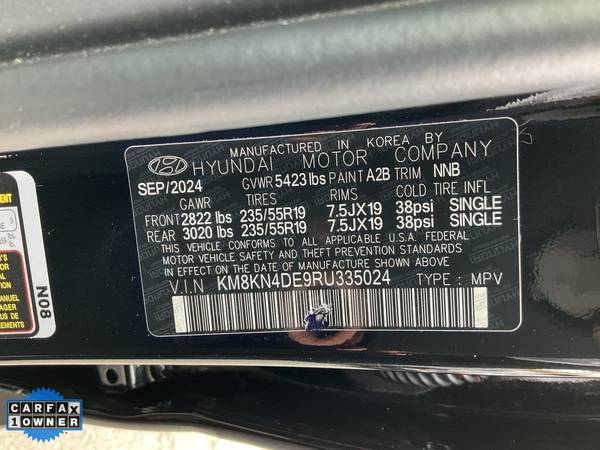 MANUFACTURED IN KOREA BY
HYUNDAI MOTOR COMPANY
SEP/2024 GVWR 5423 lbs PAINT A2B TRIM NNB
GAWR TIRES RIMS COLD TIRE INFL
FRONT 2822 lbs 235/55R19 7.5JX19 38psi SINGLE
REAR 3020 lbs 235/55R19 7.5JX19 38psi SINGLE
THIS VEHICLE CONFORMS TO ALL APPLICABLE U.S.A. FEDERAL
MOTOR VEHICLE SAFETY AND THEFT PREVENTION STANDARDS
IN EFFECT ON THE DATE OF MANUFACTURE SHOWN ABOVE.
V.I.N KM8KN4DE9RU335024 TYPE : MPV
N08
CARFAX
1 OWNER